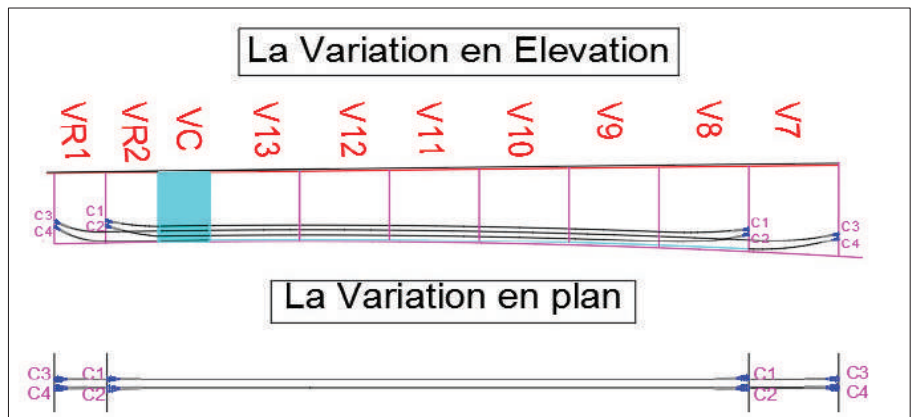 La Variation en Elevation
VR1 VR2 VC V13 V12 V11 V10 V9 V8 V7
C3 C1 C1 C3
C4 C2 C2 C4
La Variation en plan
C3 C1 C1 C3
C4 C2 C2 C4